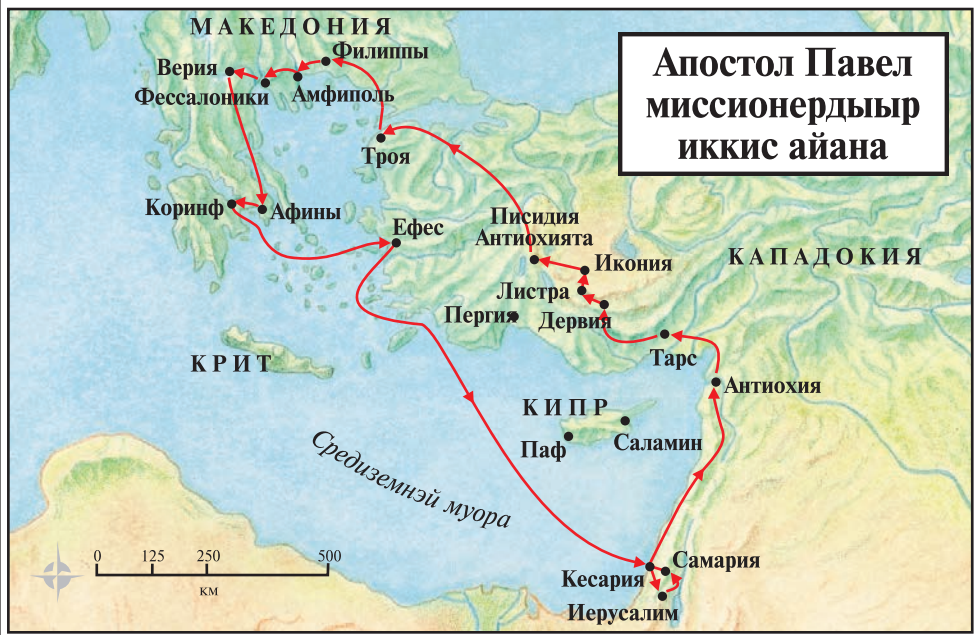 МАКЕДОНИЯ
Апостол Павел
миссионердыыр
иккис айана
Филиппы
Верия
Фессалоники
Амфиполь
Троя
Коринф
Афины
Ефес
Писидия
Антиохията
Икония
КАПАДОКИЯ
Листра
Пергия
Дервия
Тарс
КРИТ
Антиохия
КИПР
Паф
Саламин
Средиземнэй муора
0 125 250 500
км
Самария
Кесария
Иерусалим